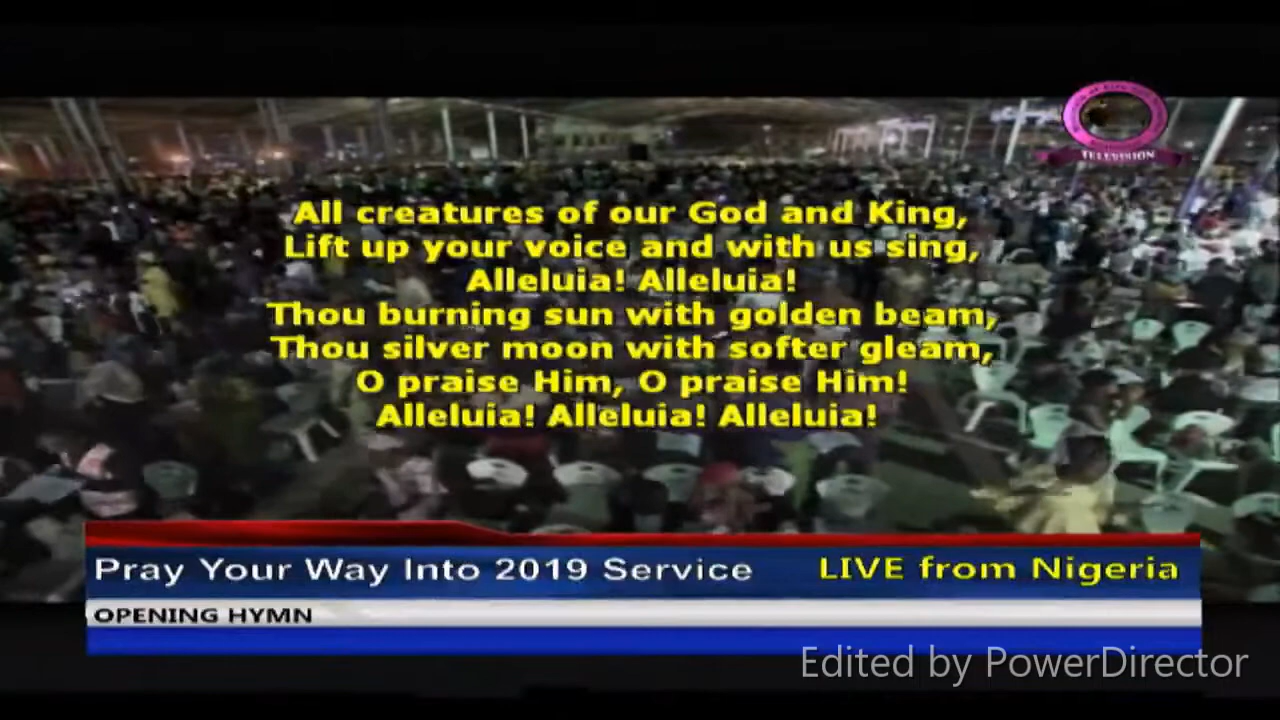 TELEVISION
All creatures of our God and King,
Lift up your voice and with us sing,
Alleluia! Alleluia!
Thou burning sun with golden beam,
Thou silver moon with softer gleam,
O praise Him, O praise Him!
Alleluia! Alleluia! Alleluia!
Pray Your Way Into 2019 Service
LIVE from Nigeria
OPENING HYMN
Edited by PowerDirector